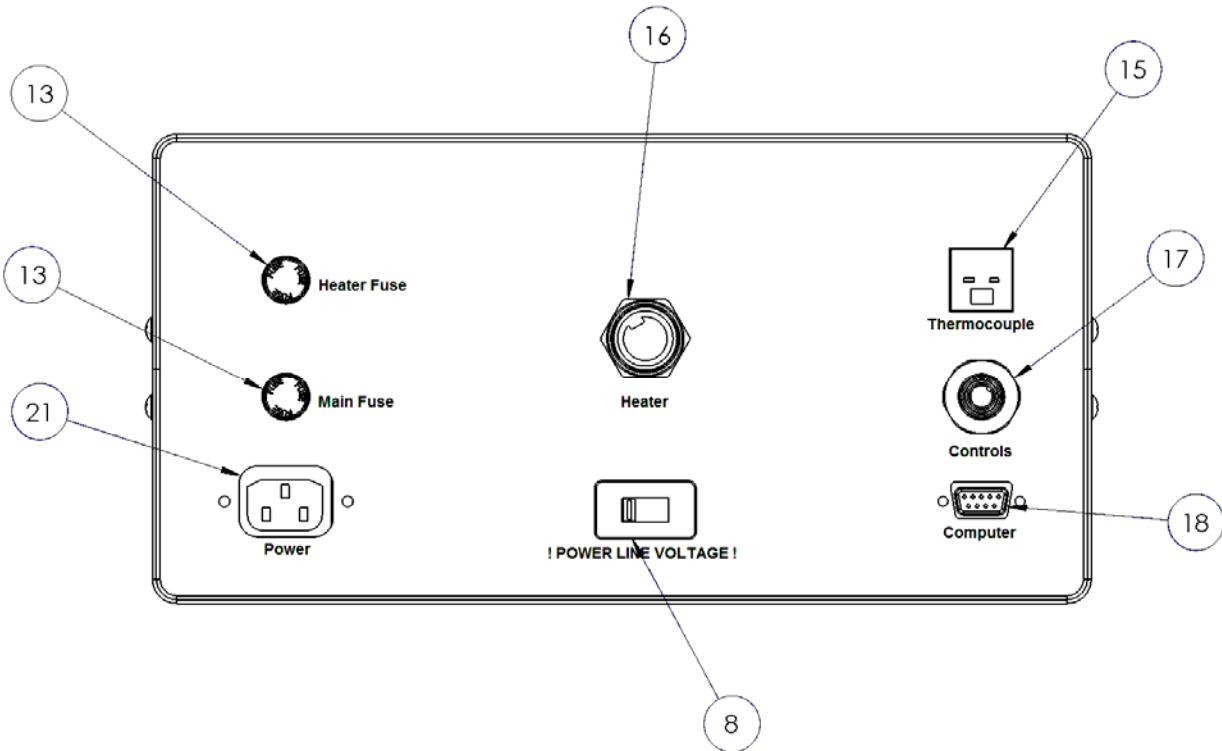 16
15
13
17
13
Heater Fuse
Thermocouple
21
Main Fuse
Heater
Controls
18
Power
Computer
! POWER LINE VOLTAGE !
8